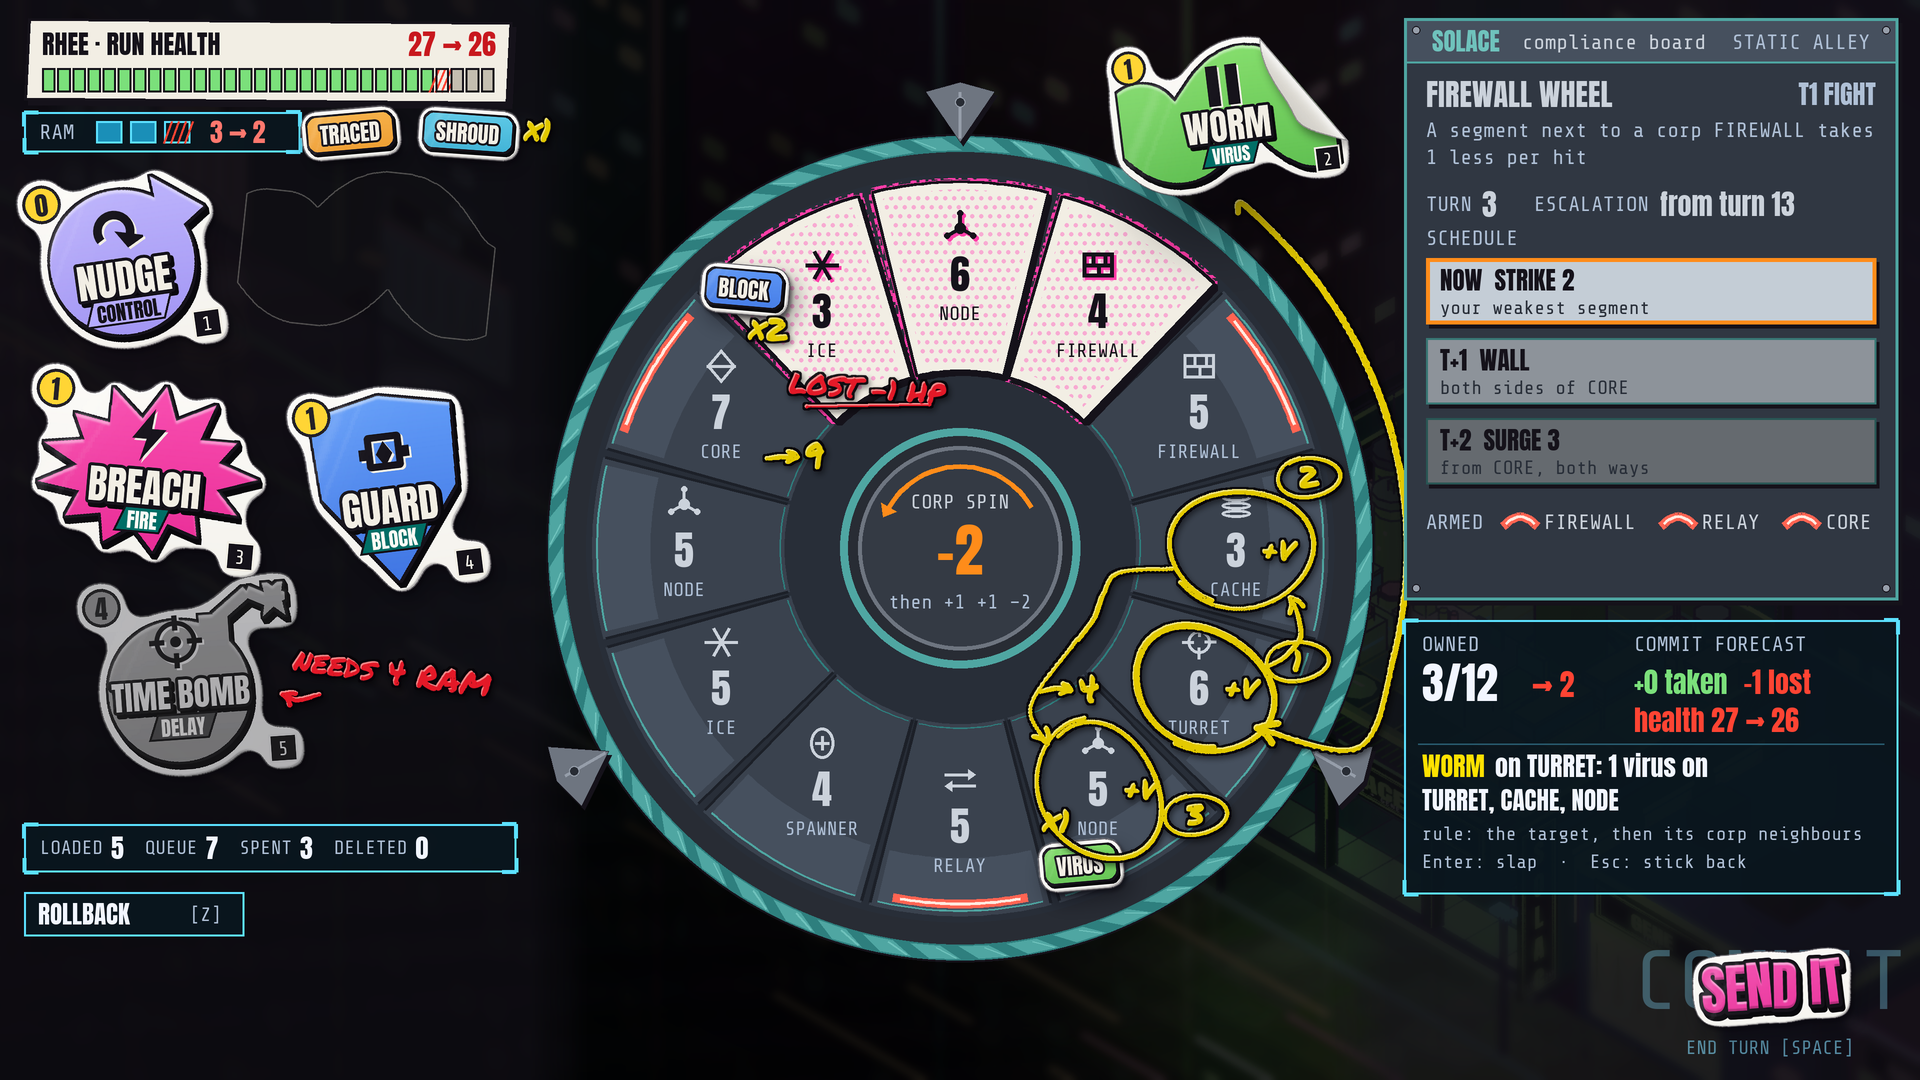 RHEE · RUN HEALTH 27 → 26
RAM 3 → 2
TRACED
SHROUD x1
0
NUDGE
CONTROL
1
1
BREACH
FIRE
3
1
GUARD
BLOCK
4
4
TIME BOMB
DELAY
5
NEEDS 4 RAM
LOADED 5 QUEUE 7 SPENT 3 DELETED 0
ROLLBACK [Z]
1
WORM
VIRUS
2
BLOCK
x2
3
ICE
6
NODE
4
FIREWALL
LOST -1 HP
7
CORE
→9
5
FIREWALL
5
NODE
3 +V
CACHE
2
5
ICE
6 +V
TURRET
1
→4
4
SPAWNER
5
RELAY
5 +V
NODE
3
VIRUS
CORP SPIN
-2
then +1 +1 -2
SOLACE compliance board STATIC ALLEY
FIREWALL WHEEL T1 FIGHT
A segment next to a corp FIREWALL takes
1 less per hit
TURN 3 ESCALATION from turn 13
SCHEDULE
NOW STRIKE 2
your weakest segment
T+1 WALL
both sides of CORE
T+2 SURGE 3
from CORE, both ways
ARMED FIREWALL RELAY CORE
OWNED
3/12 → 2
COMMIT FORECAST
+0 taken -1 lost
health 27 → 26
WORM on TURRET: 1 virus on
TURRET, CACHE, NODE
rule: the target, then its corp neighbours
Enter: slap · Esc: stick back
SEND IT
END TURN [SPACE]